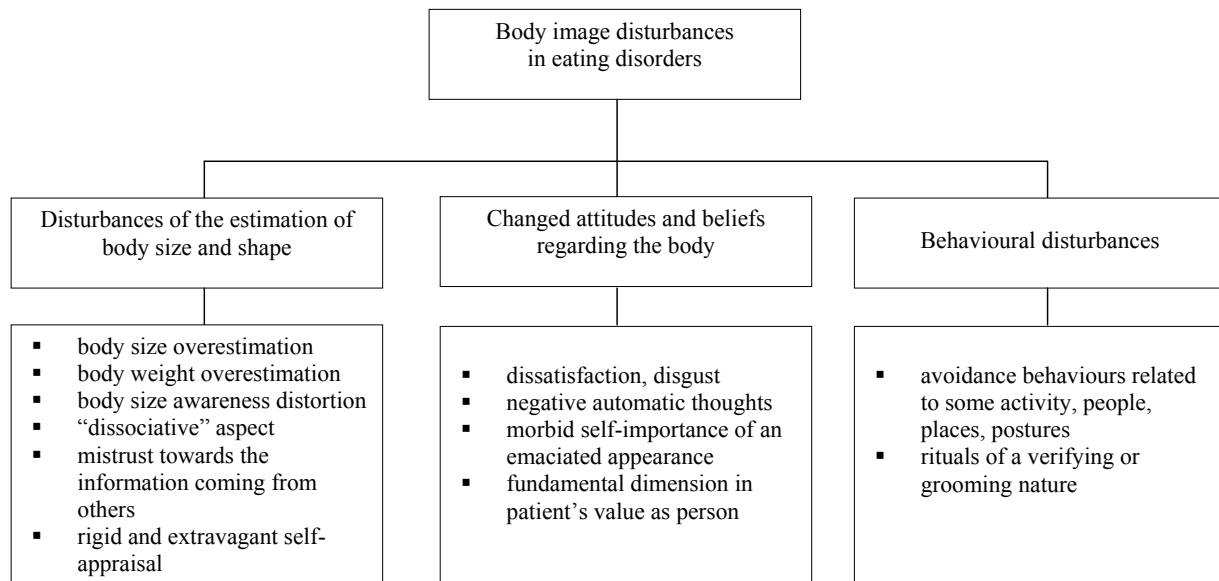 Body image disturbances
in eating disorders
Disturbances of the estimation of
body size and shape
Changed attitudes and beliefs
regarding the body
Behavioural disturbances
▪ body size overestimation
▪ body weight overestimation
▪ body size awareness distortion
▪ “dissociative” aspect
▪ mistrust towards the
information coming from
others
▪ rigid and extravagant self-
appraisal
▪ dissatisfaction, disgust
▪ negative automatic thoughts
▪ morbid self-importance of an
emaciated appearance
▪ fundamental dimension in
patient’s value as person
▪ avoidance behaviours related
to some activity, people,
places, postures
▪ rituals of a verifying or
grooming nature